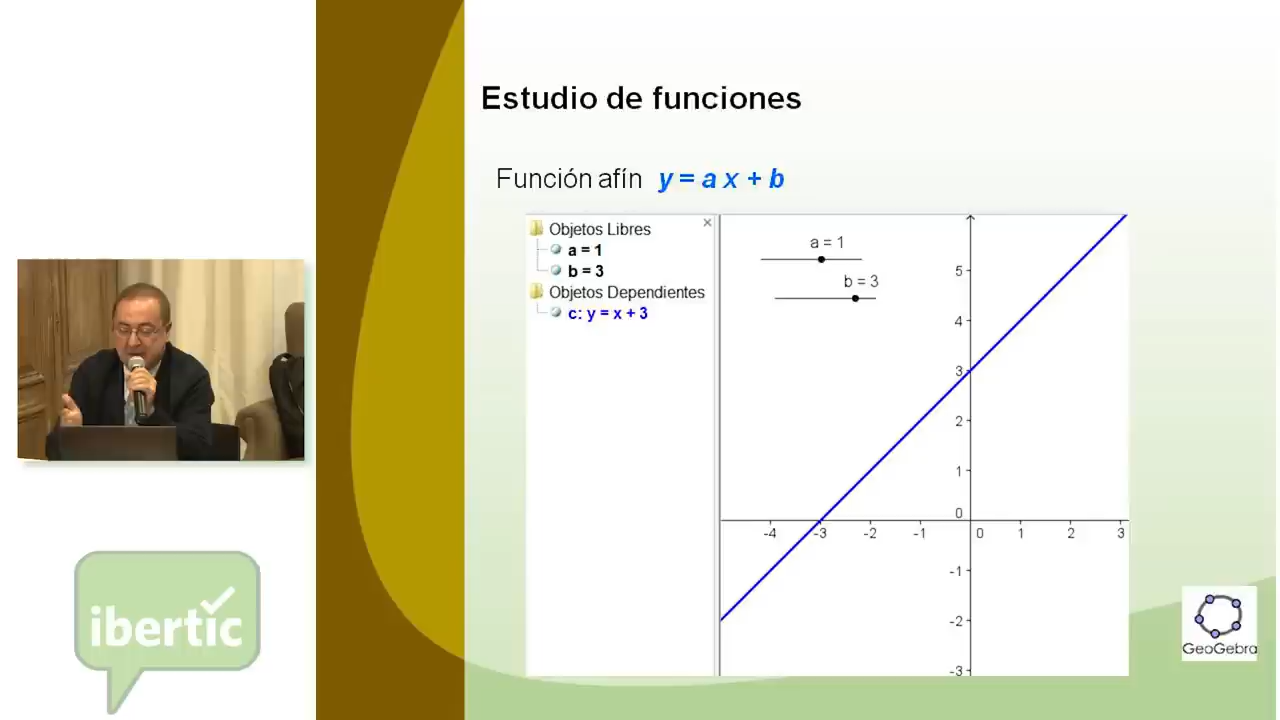 Estudio de funciones
Función afín y = a x + b
Objetos Libres
a = 1
b = 3
Objetos Dependientes
c: y = x + 3
a = 1
b = 3
5
4
3
2
1
0
-4 -3 -2 -1 0 1 2 3
-1
-2
-3
GeoGebra
ibertic